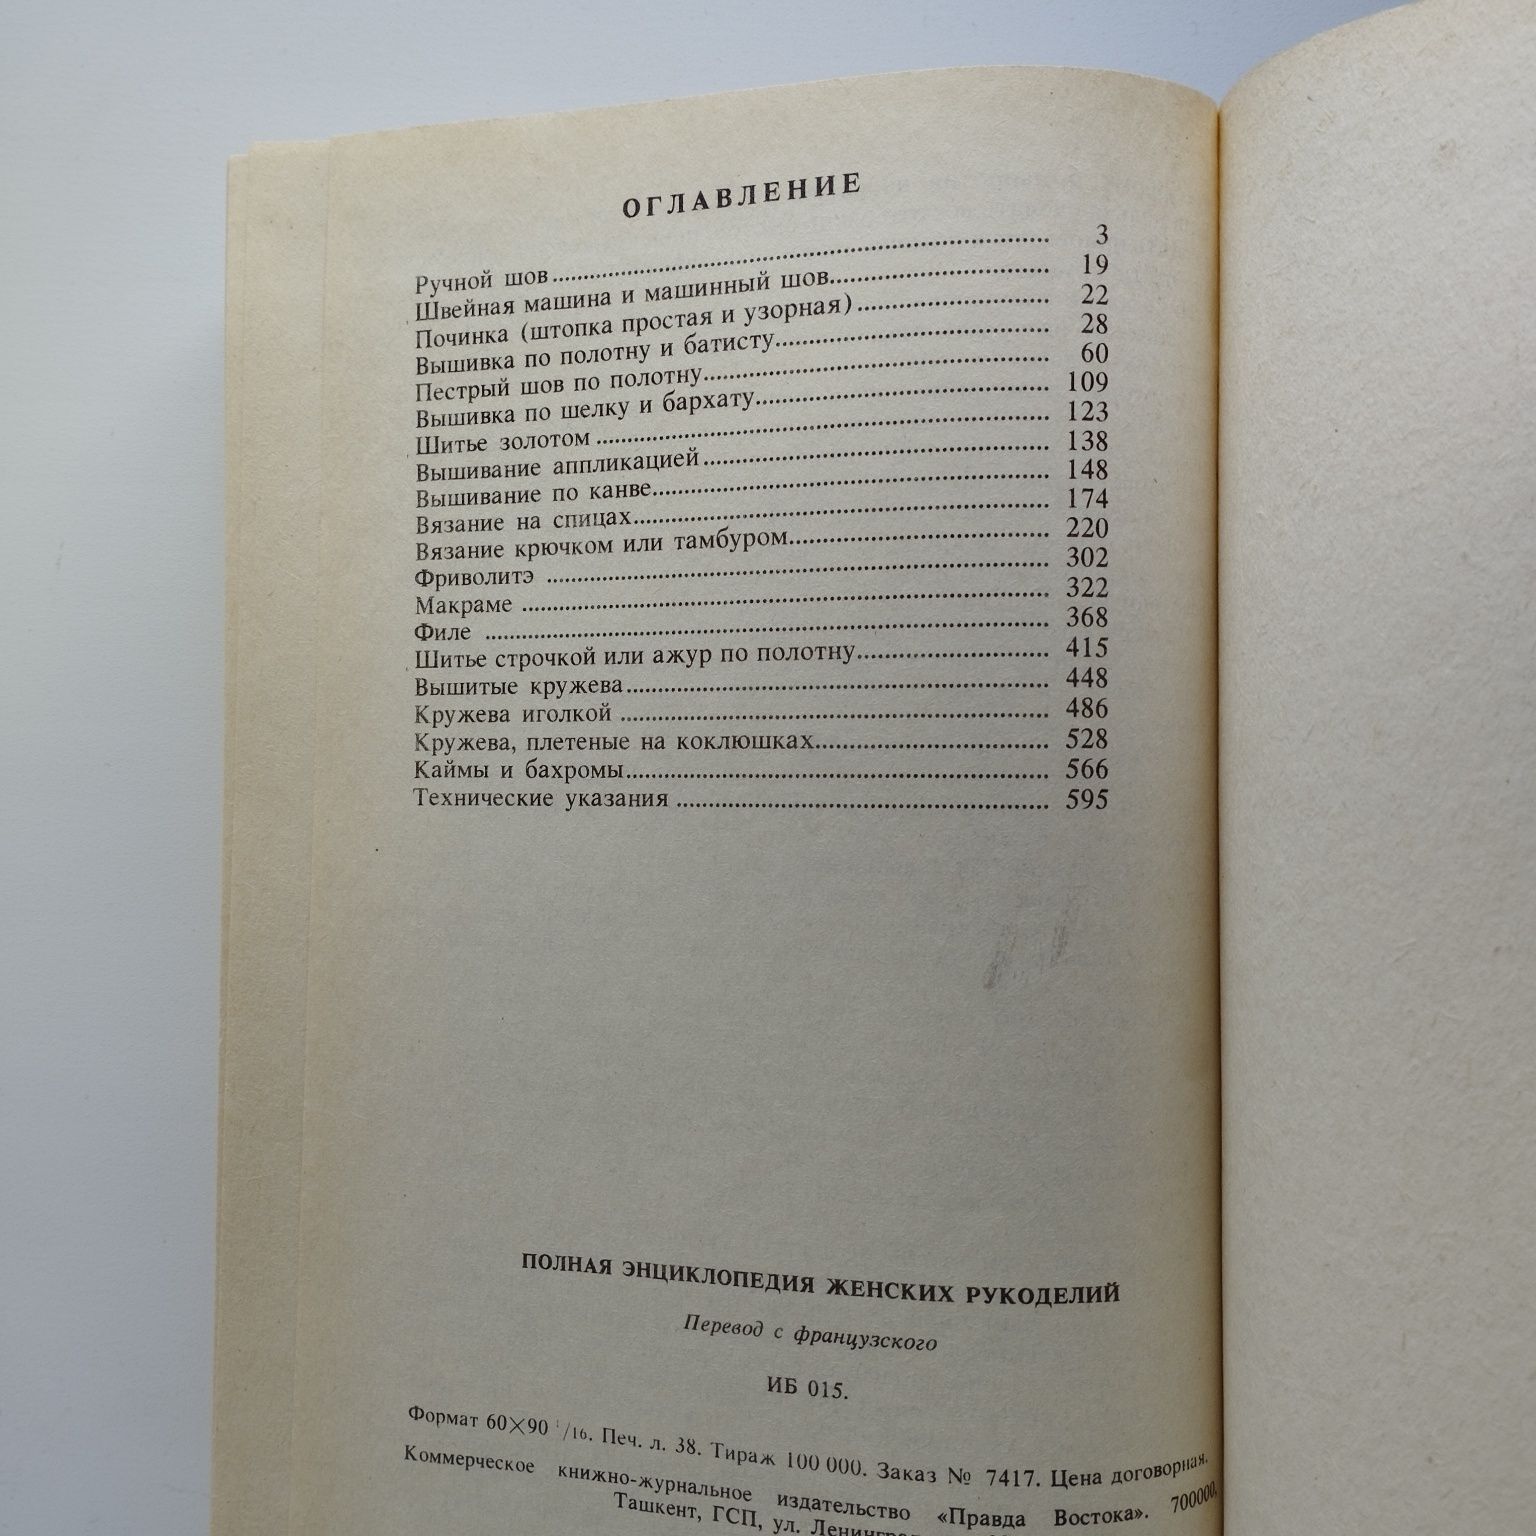 ОГЛАВЛЕНИЕ
Ручной шов 3
Швейная машина и машинный шов 19
Починка (штопка простая и узорная) 22
Вышивка по полотну и батисту 28
Пестрый шов по полотну 60
Вышивка по шелку и бархату 109
Шитье золотом 123
Вышивание аппликацией 138
Вышивание по канве 148
Вязание на спицах 174
Вязание крючком или тамбуром 220
Фриволитэ 302
Макраме 322
Филе 368
Шитье строчкой или ажур по полотну 415
Вышитые кружева 448
Кружева иголкой 486
Кружева, плетеные на коклюшках 528
Каймы и бахромы 566
Технические указания 595
ПОЛНАЯ ЭНЦИКЛОПЕДИЯ ЖЕНСКИХ РУКОДЕЛИЙ
Перевод с французского
ИБ 015.
Формат 60×90 1/16. Печ. л. 38. Тираж 100 000. Заказ № 7417. Цена договорная.
Коммерческое книжно-журнальное издательство «Правда Востока». 700000,
Ташкент, ГСП, ул.